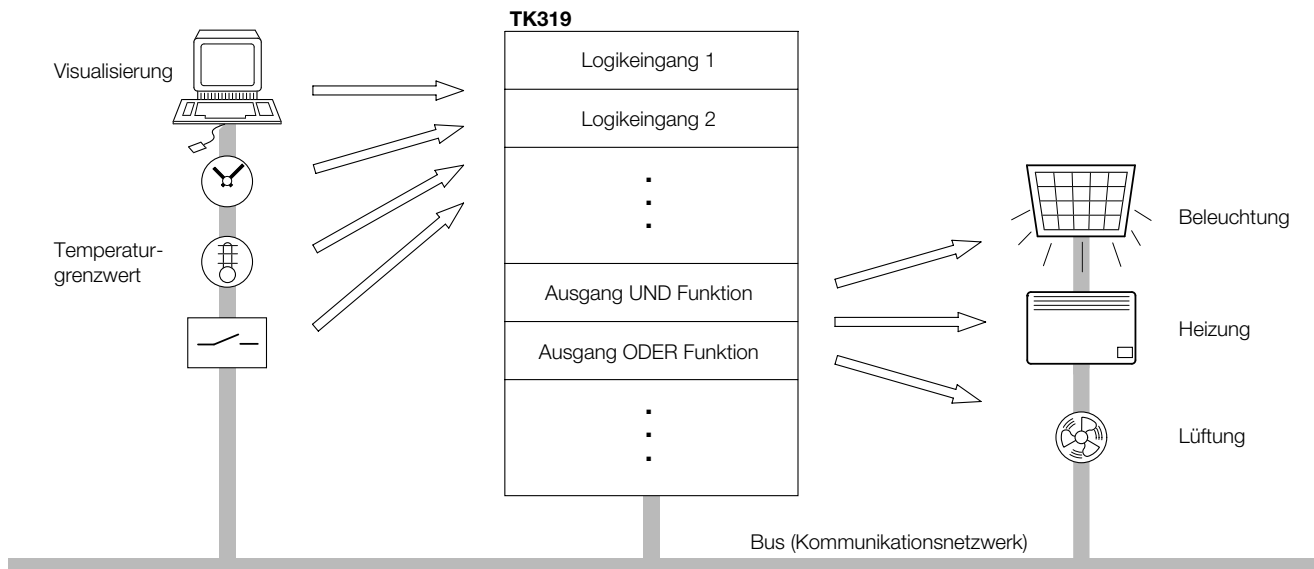 TK319
Visualisierung
Logikeingang 1
Logikeingang 2
Temperatur-
grenzwert
Beleuchtung
Ausgang UND Funktion
Heizung
Ausgang ODER Funktion
Lüftung
Bus (Kommunikationsnetzwerk)